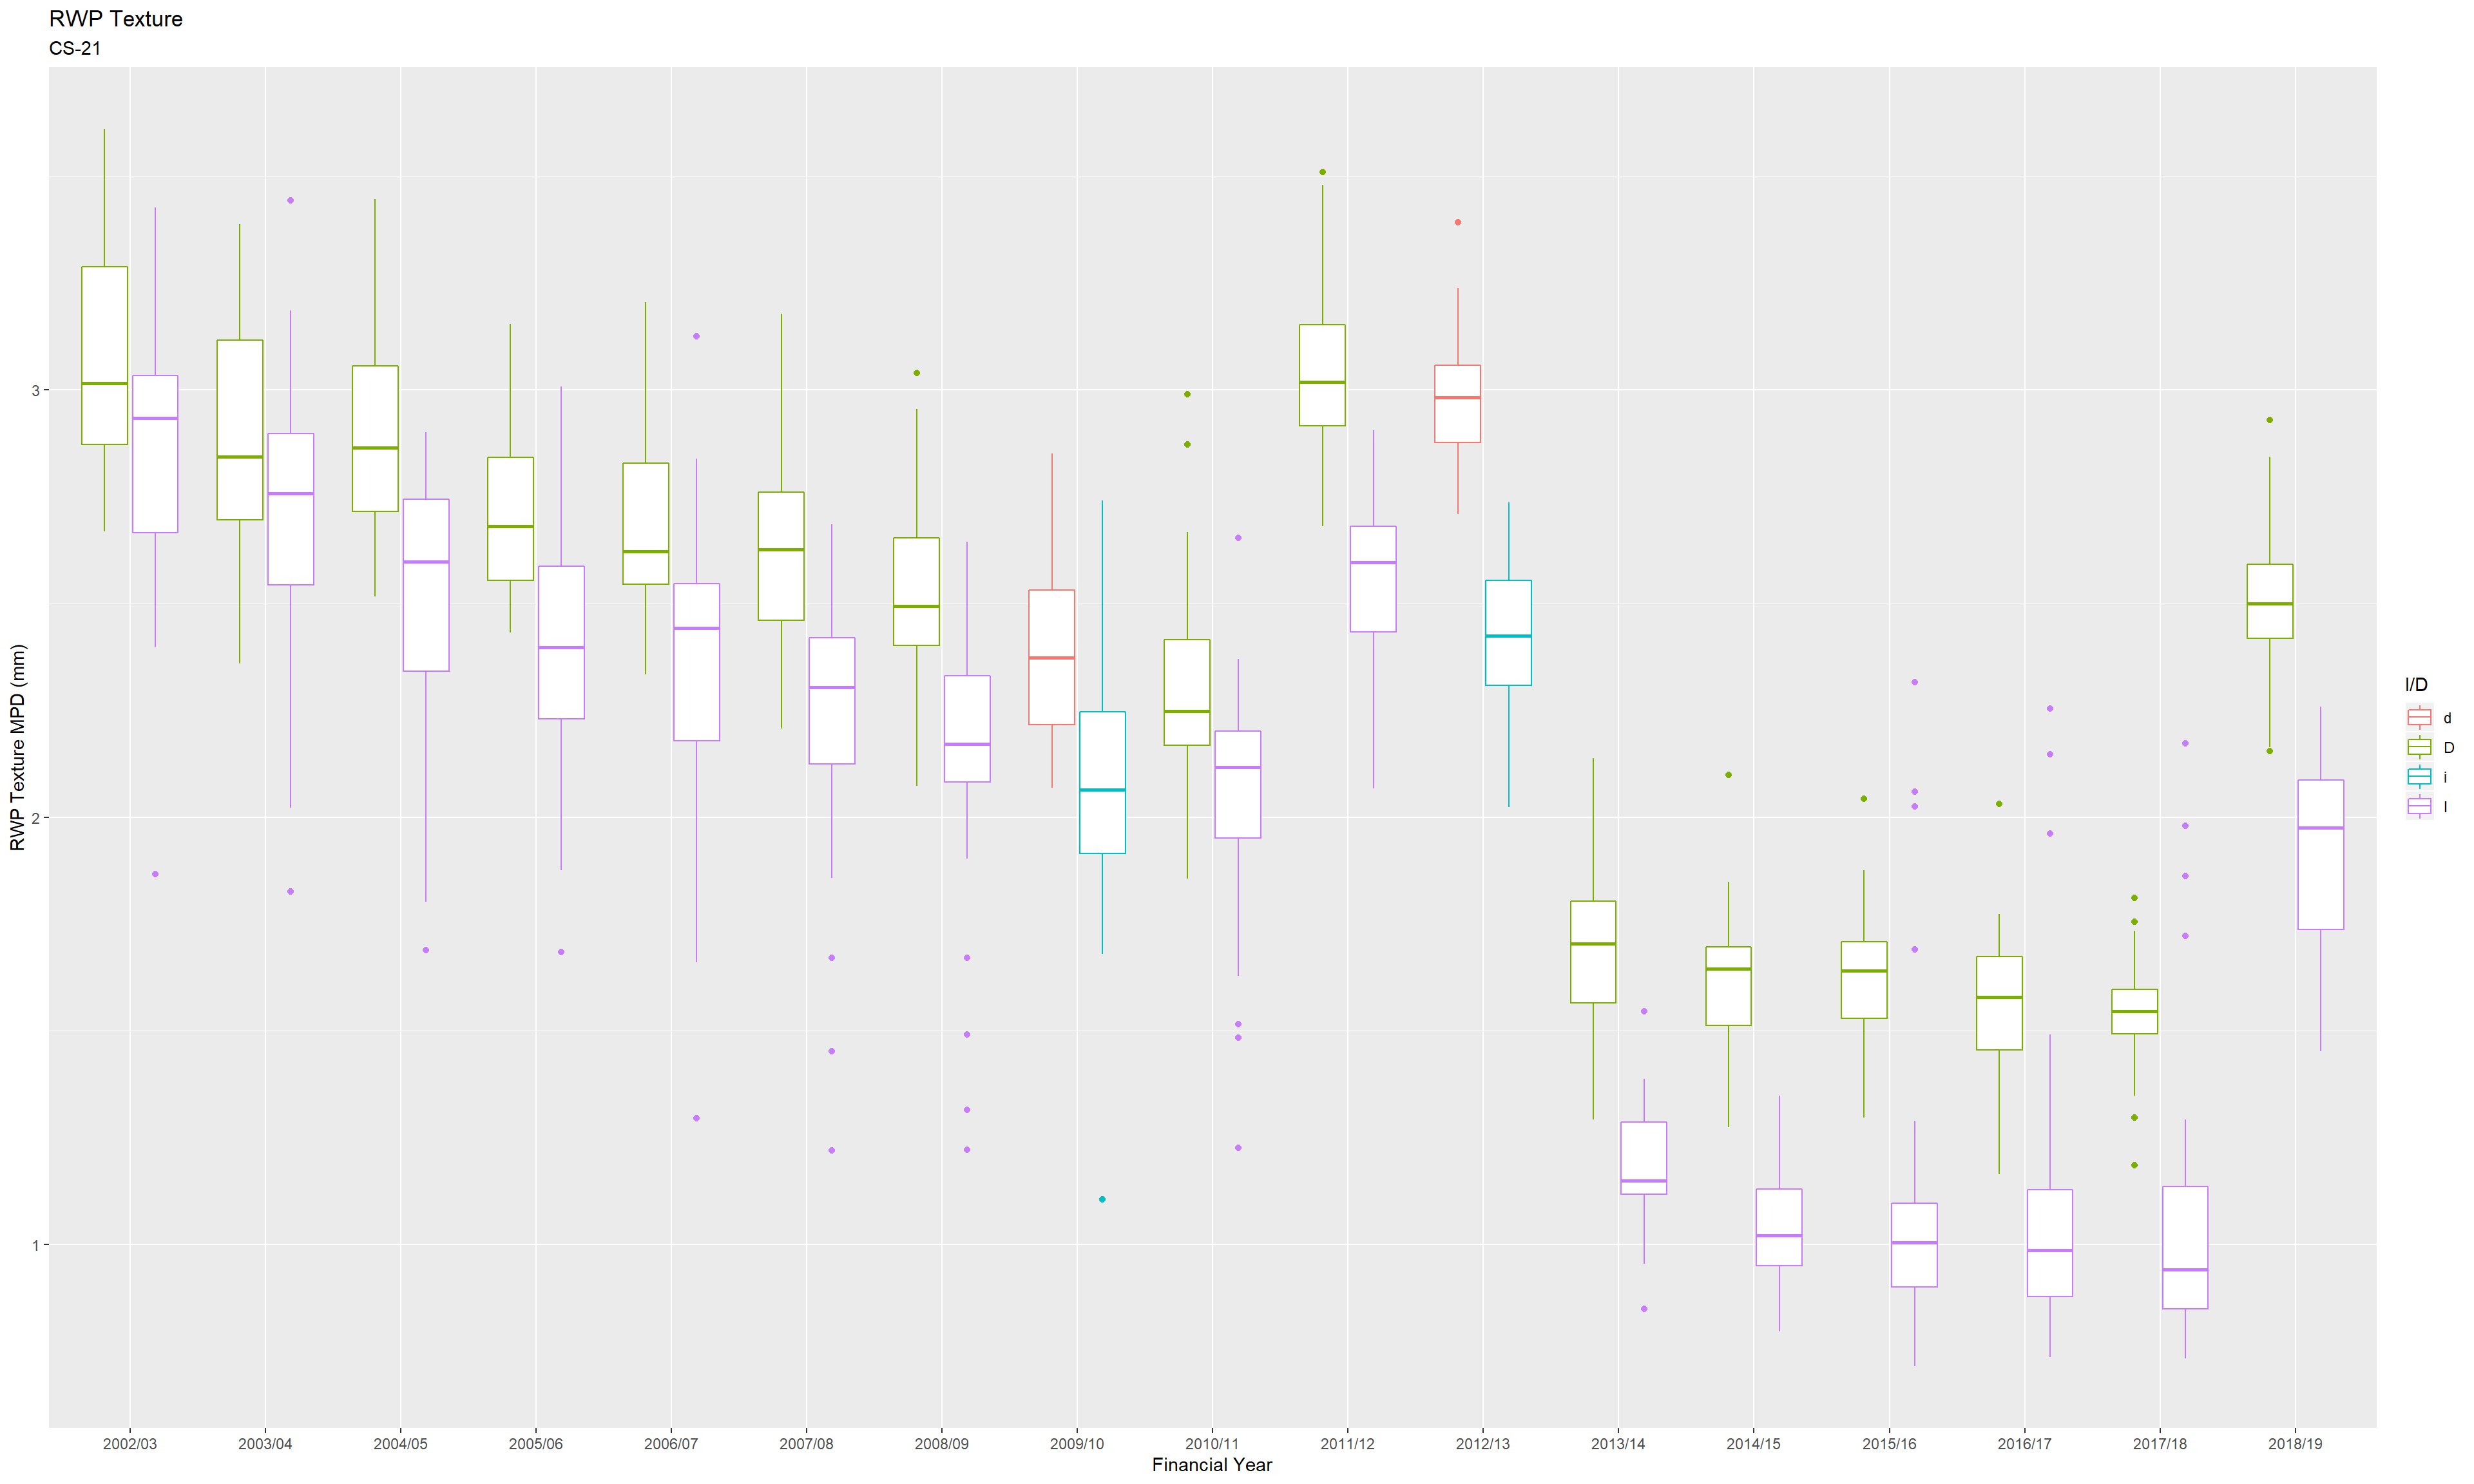 RWP Texture
CS-21
RWP Texture MPD (mm)
3
2
1
2002/03 2003/04 2004/05 2005/06 2006/07 2007/08 2008/09 2009/10 2010/11 2011/12 2012/13 2013/14 2014/15 2015/16 2016/17 2017/18 2018/19
Financial Year
I/D
d
D
i
I